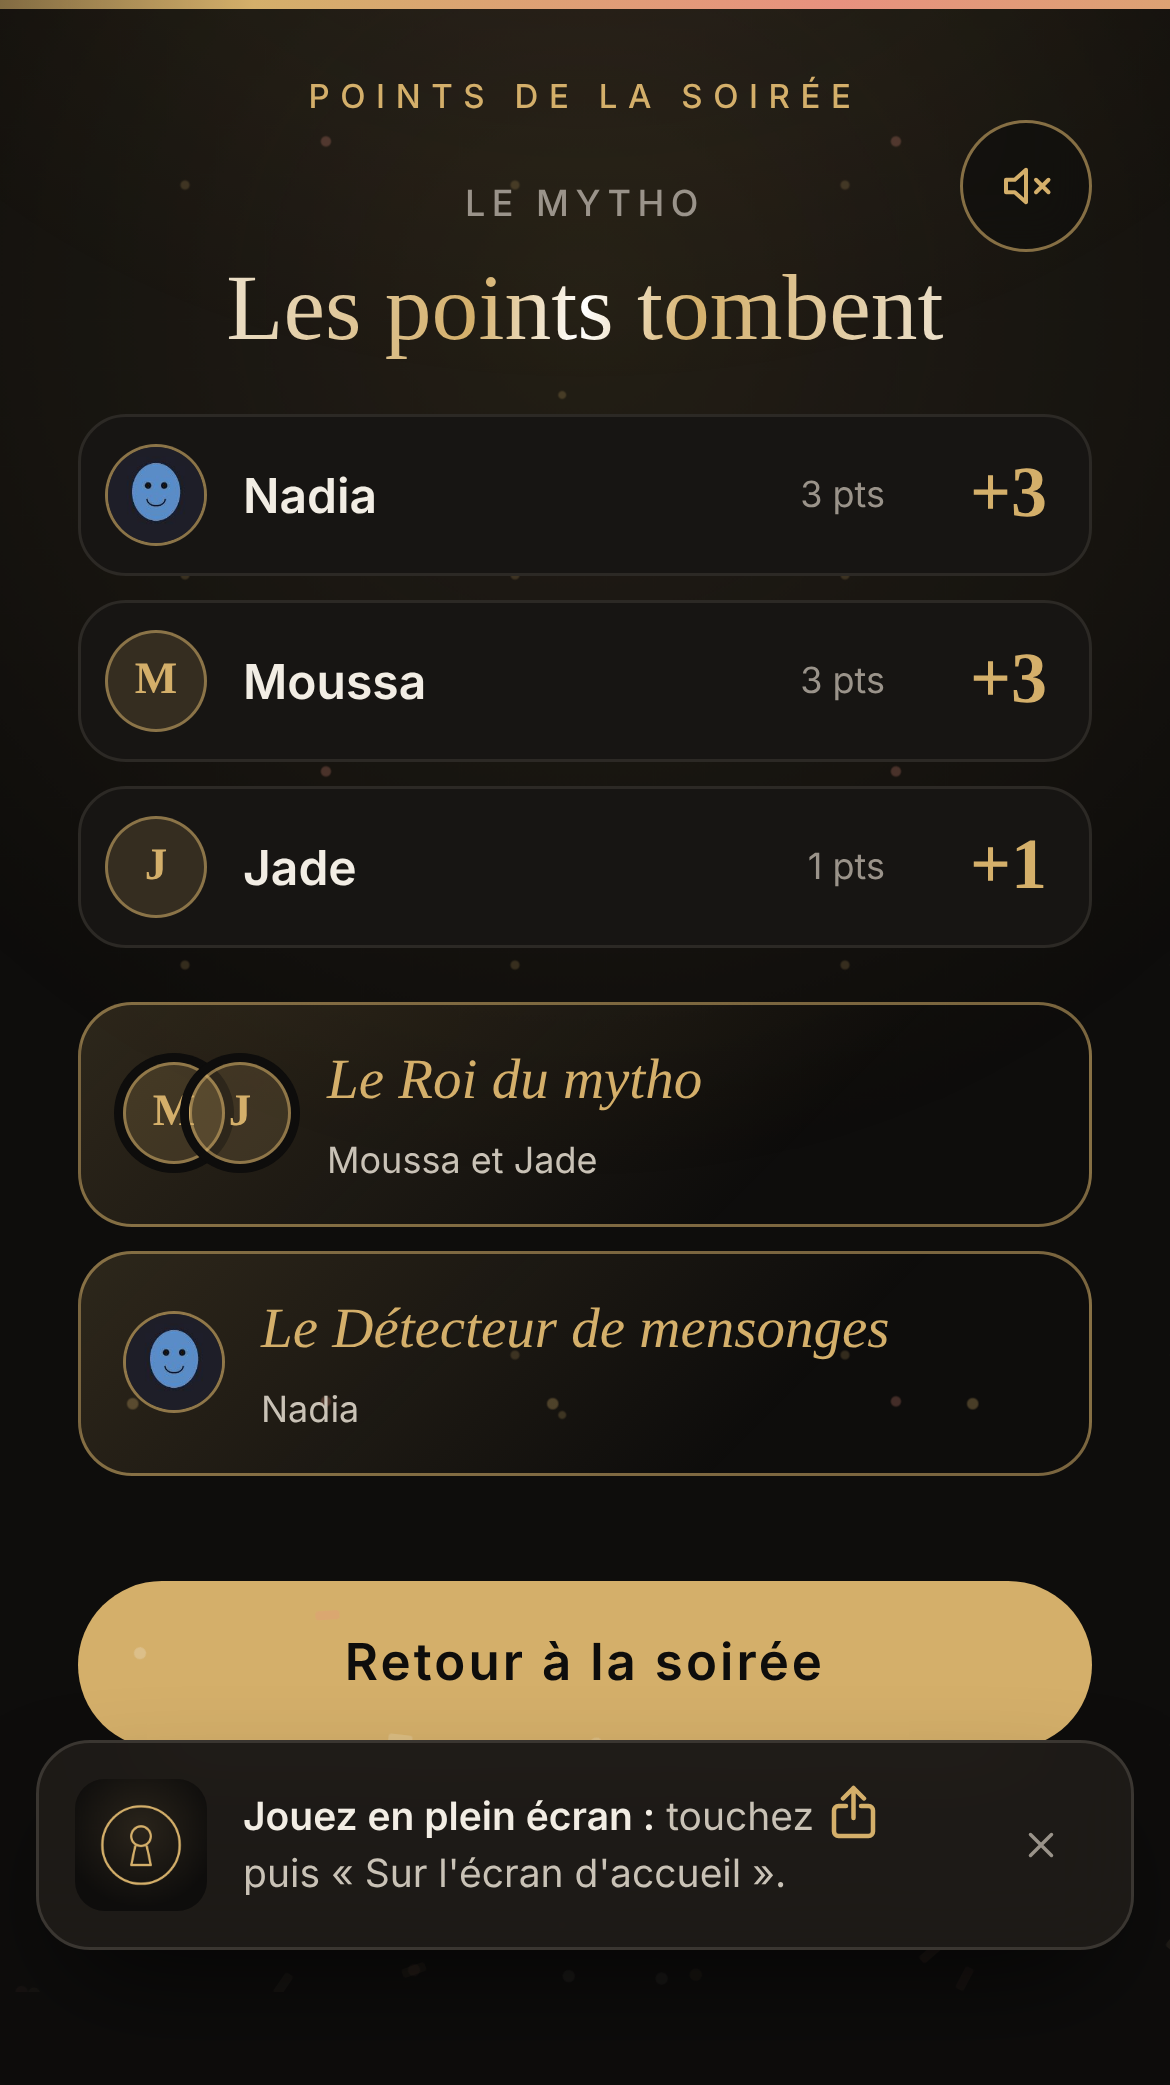 POINTS DE LA SOIRÉE
LE MYTHO
Les points tombent
Nadia 3 pts +3
M Moussa 3 pts +3
J Jade 1 pts +1
M J Le Roi du mytho
Moussa et Jade
Le Détecteur de mensonges
Nadia
Retour à la soirée
Jouez en plein écran : touchez
puis « Sur l'écran d'accueil ».